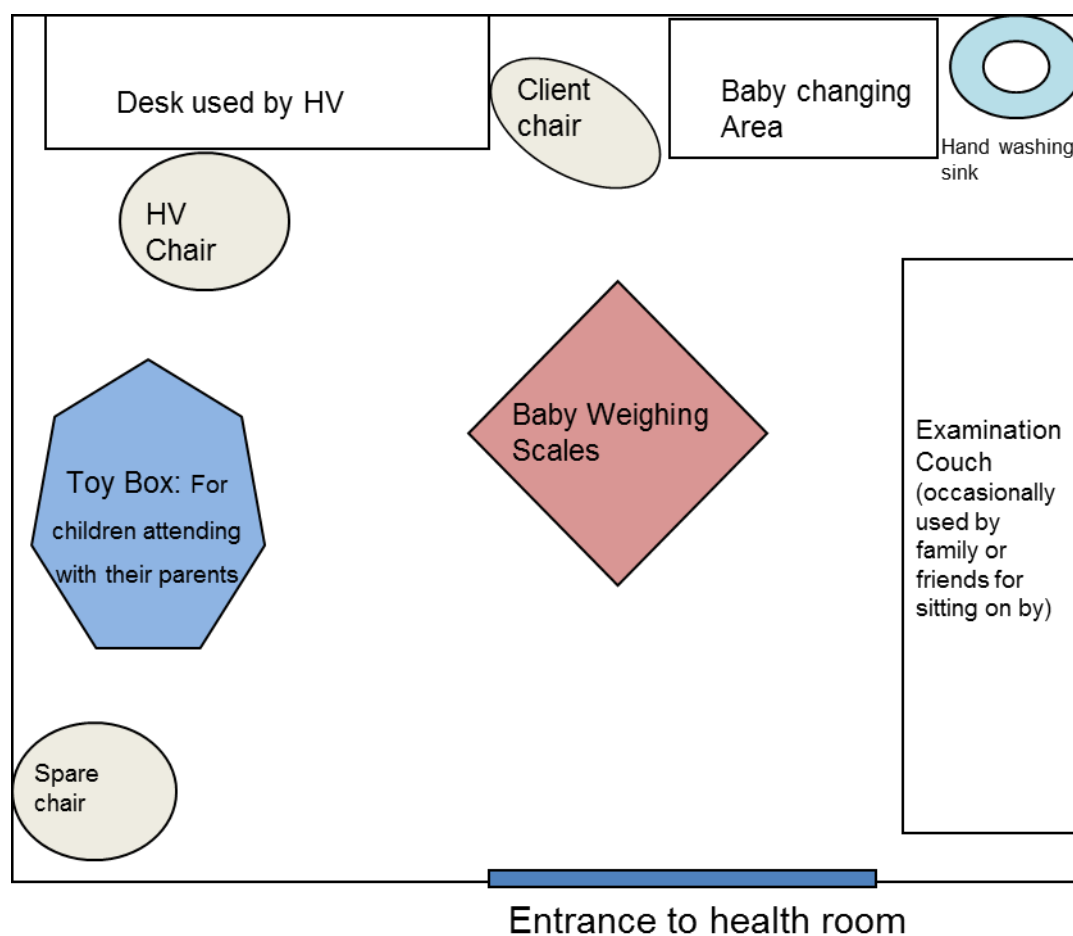 Desk used by HV
Client
chair
Baby changing
Area
Hand washing
sink
HV
Chair
Baby Weighing
Scales
Toy Box: For
children attending
with their parents
Examination
Couch
(occasionally
used by
family or
friends for
sitting on by)
Spare
chair
Entrance to health room